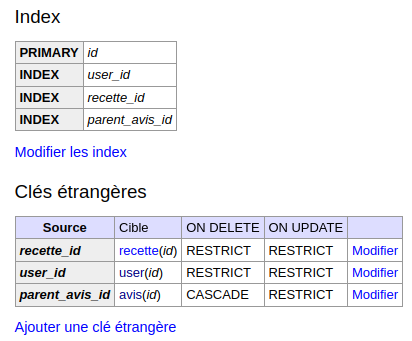 Index
PRIMARY id
INDEX user_id
INDEX recette_id
INDEX parent_avis_id
Modifier les index
Clés étrangères
Source Cible ON DELETE ON UPDATE
recette_id recette(id) RESTRICT RESTRICT Modifier
user_id user(id) RESTRICT RESTRICT Modifier
parent_avis_id avis(id) CASCADE RESTRICT Modifier
Ajouter une clé étrangère